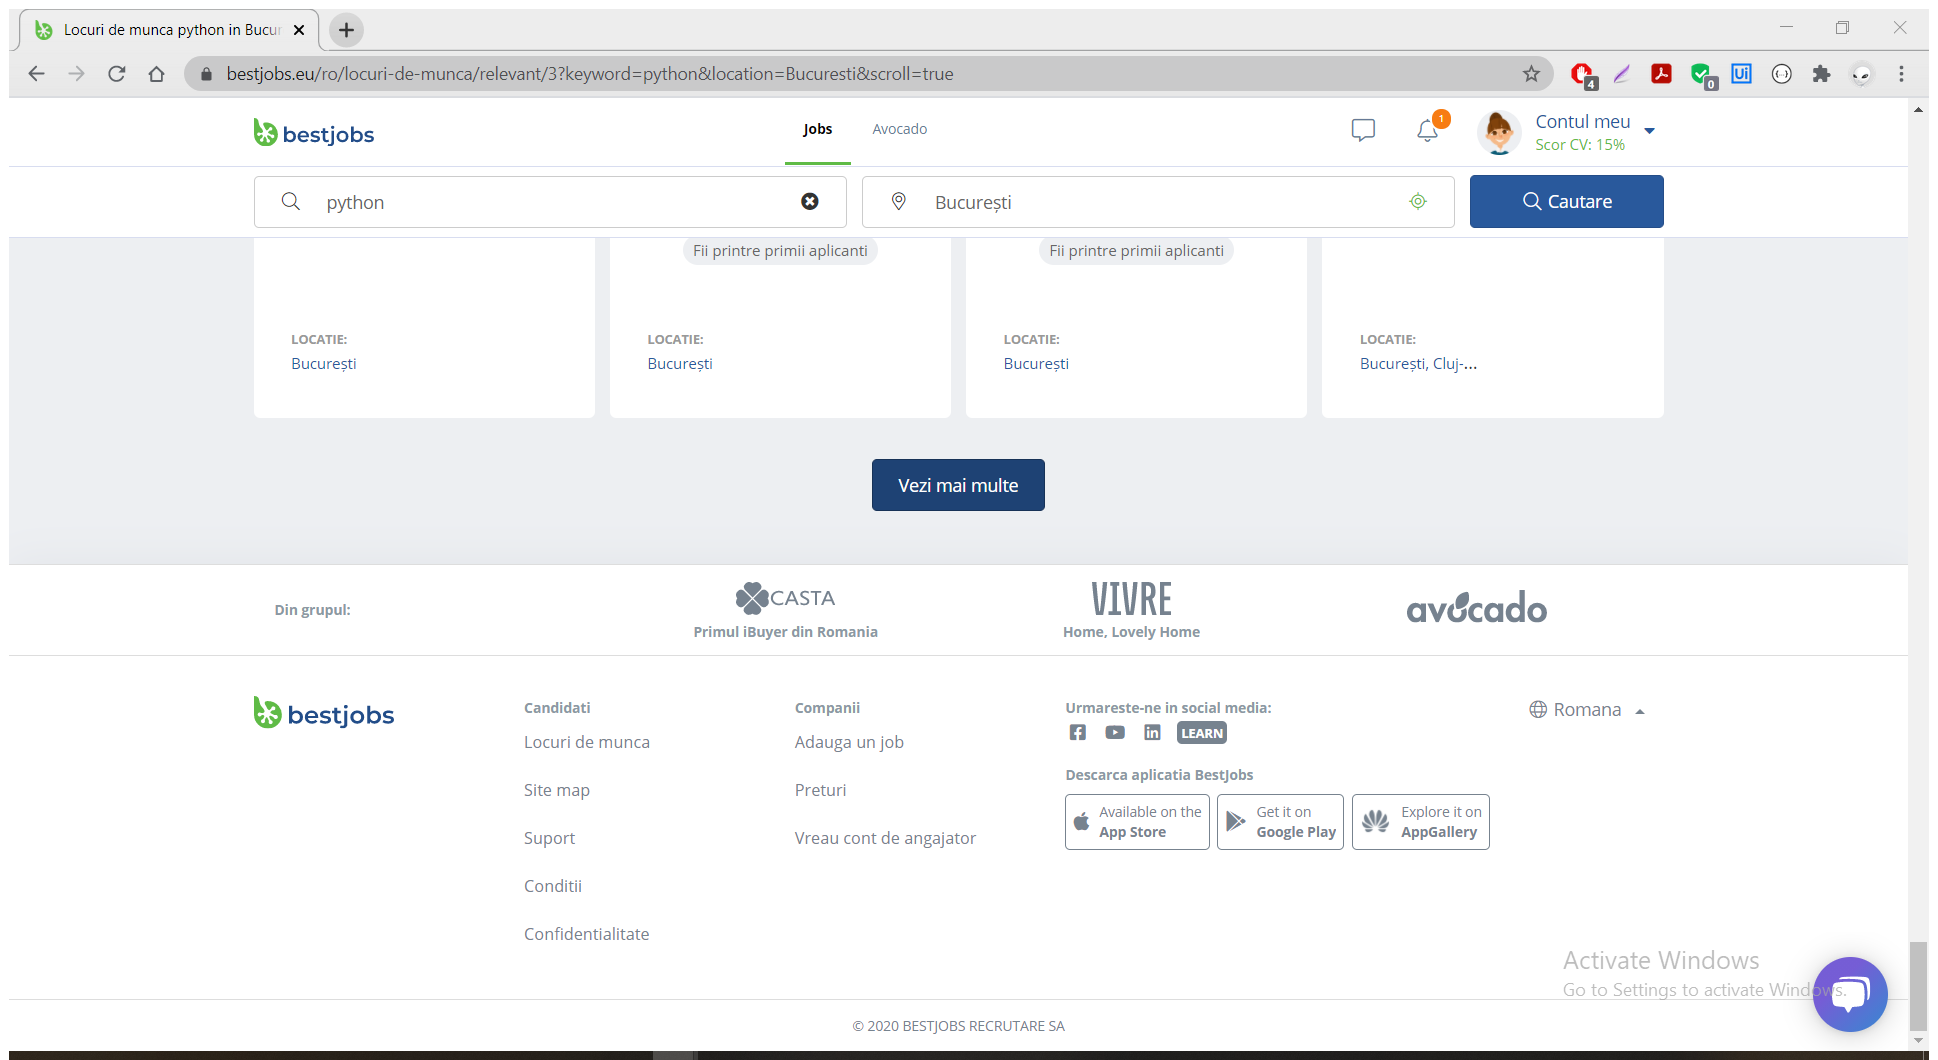 Locuri de munca python in Bucur
bestjobs.eu/ro/locuri-de-munca/relevant/3?keyword=python&location=Bucuresti&scroll=true
4
0
Ui
bestjobs
Jobs
Avocado
1
Contul meu
Scor CV: 15%
python
București
Cautare
Fii printre primii aplicanti
Fii printre primii aplicanti
LOCATIE:
București
LOCATIE:
București
LOCATIE:
București
LOCATIE:
București, Cluj-...
Vezi mai multe
Din grupul:
CASTA
Primul iBuyer din Romania
VIVRE
Home, Lovely Home
avocado
bestjobs
Candidati
Locuri de munca
Site map
Suport
Conditii
Confidentialitate
Companii
Adauga un job
Preturi
Vreau cont de angajator
Urmareste-ne in social media:
LEARN
Descarca aplicatia BestJobs
Available on the
App Store
Get it on
Google Play
Explore it on
AppGallery
Romana
Activate Windows
Go to Settings to activate Windows.
© 2020 BESTJOBS RECRUTARE SA